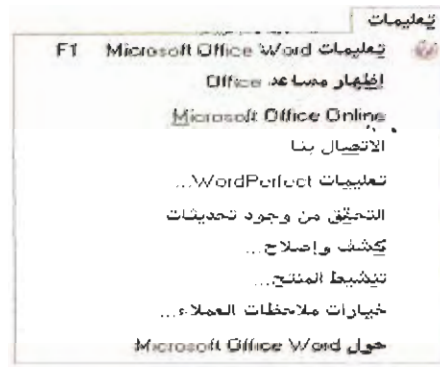 تعليمات
تعليمات Microsoft Office Word F1
إظهار مساعد Office
Microsoft Office Online
الاتصال بنا
تعليمات WordPerfect...
التحقق من وجود تحديثات
كشف وإصلاح...
تنشيط المنتج...
خيارات ملاحظات العملاء...
حول Microsoft Office Word